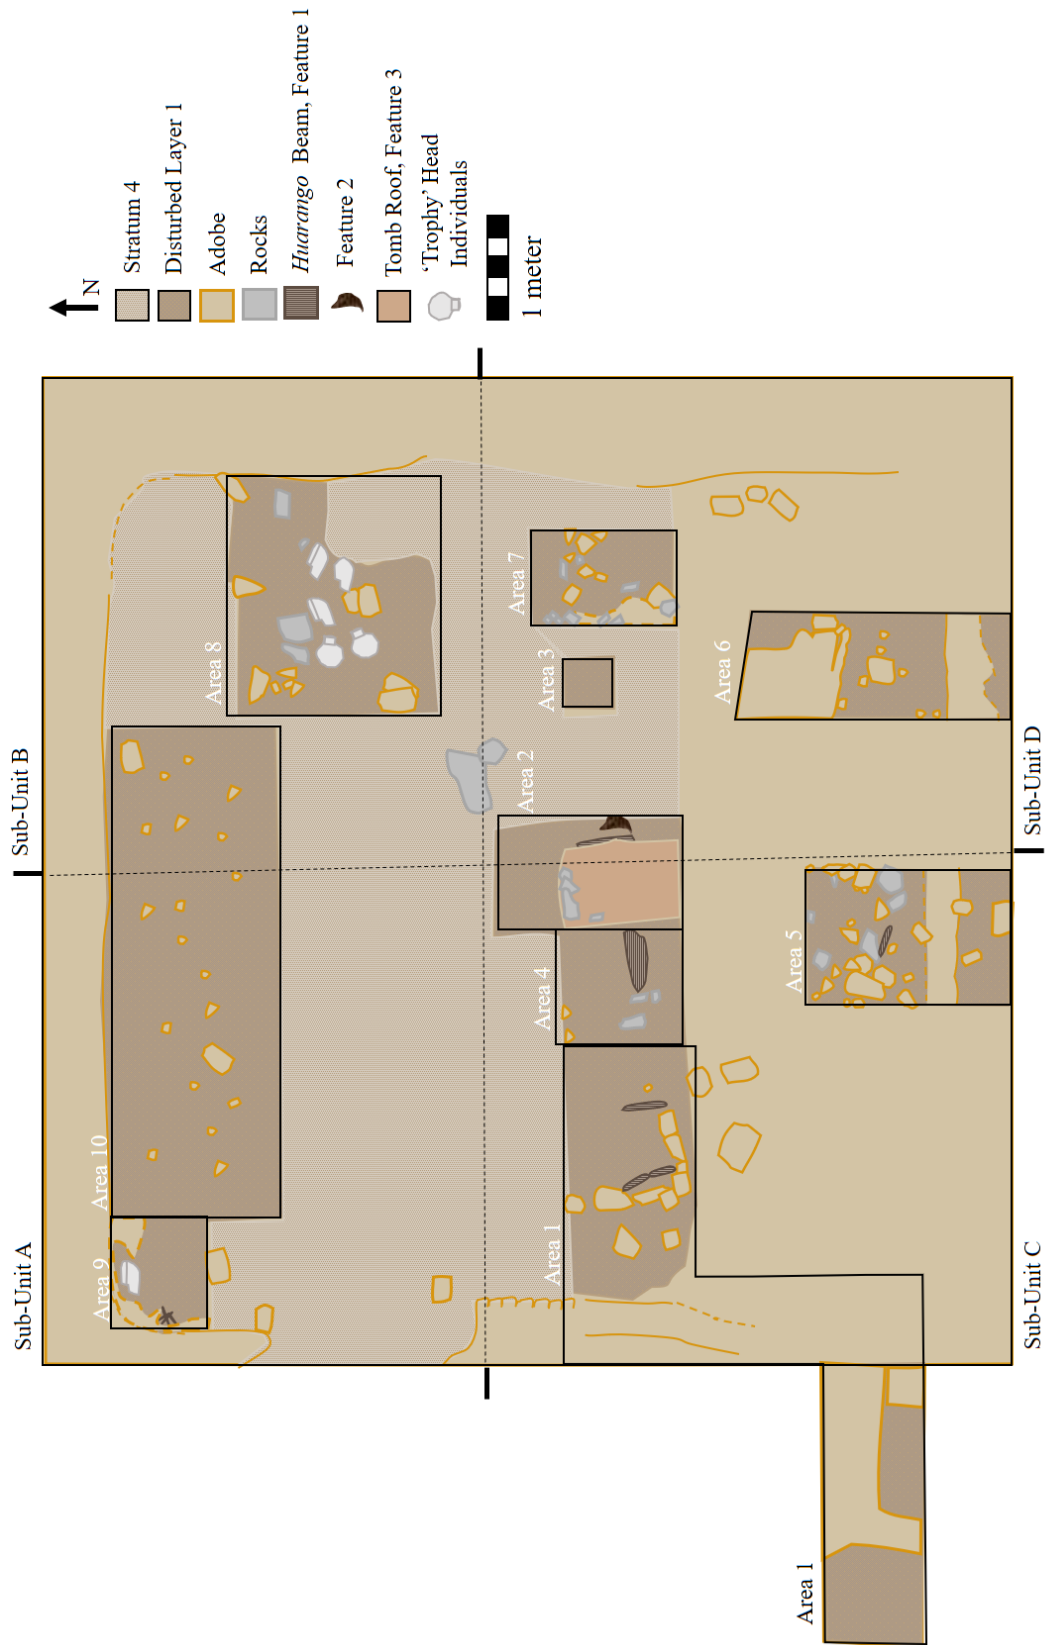 N
Stratum 4
Disturbed Layer 1
Adobe
Rocks
Huarango Beam, Feature 1
Feature 2
Tomb Roof, Feature 3
‘Trophy’ Head
Individuals
1 meter
Sub-Unit A
Sub-Unit B
Area 9
Area 10
Area 8
Area 1
Area 4
Area 2
Area 3
Area 7
Area 5
Area 6
Area 1
Sub-Unit C
Sub-Unit D